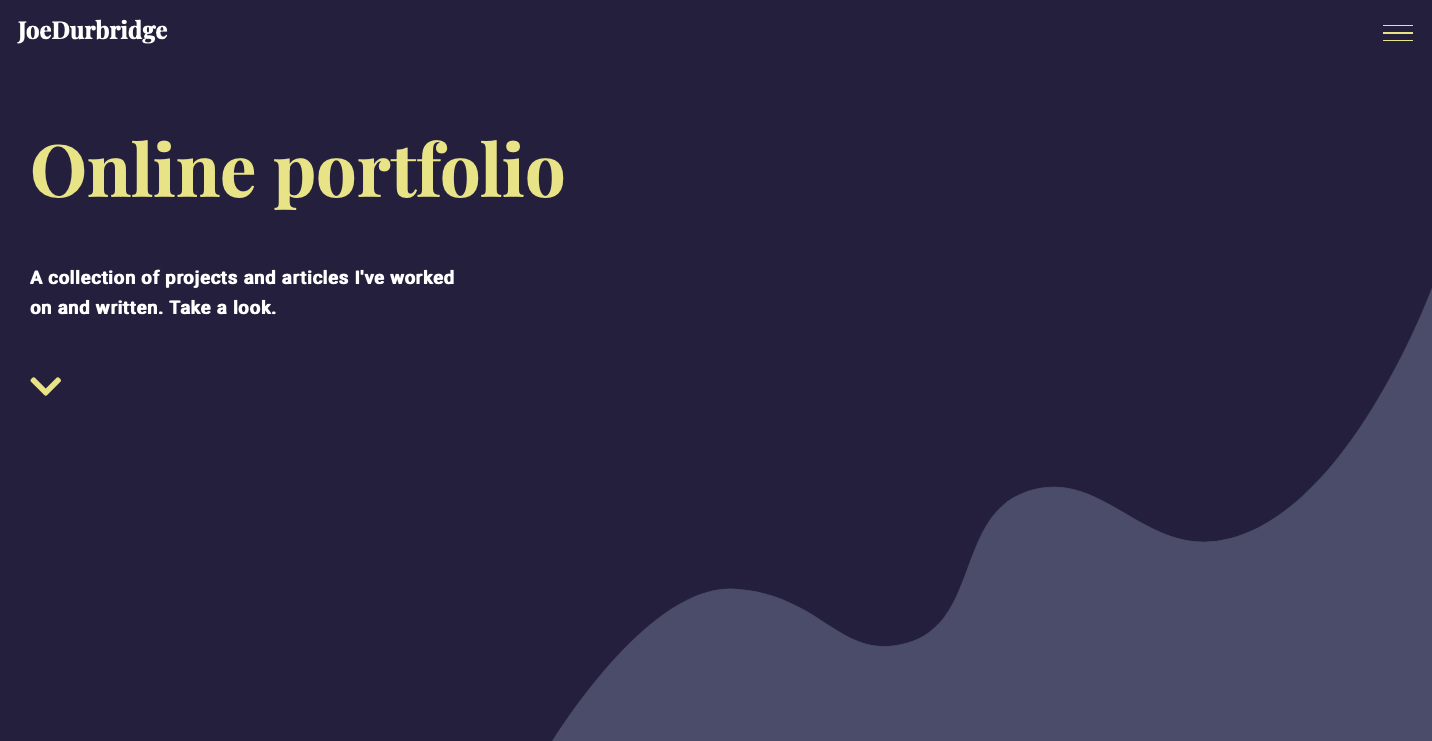 JoeDurbridge
Online portfolio
A collection of projects and articles I've worked
on and written. Take a look.